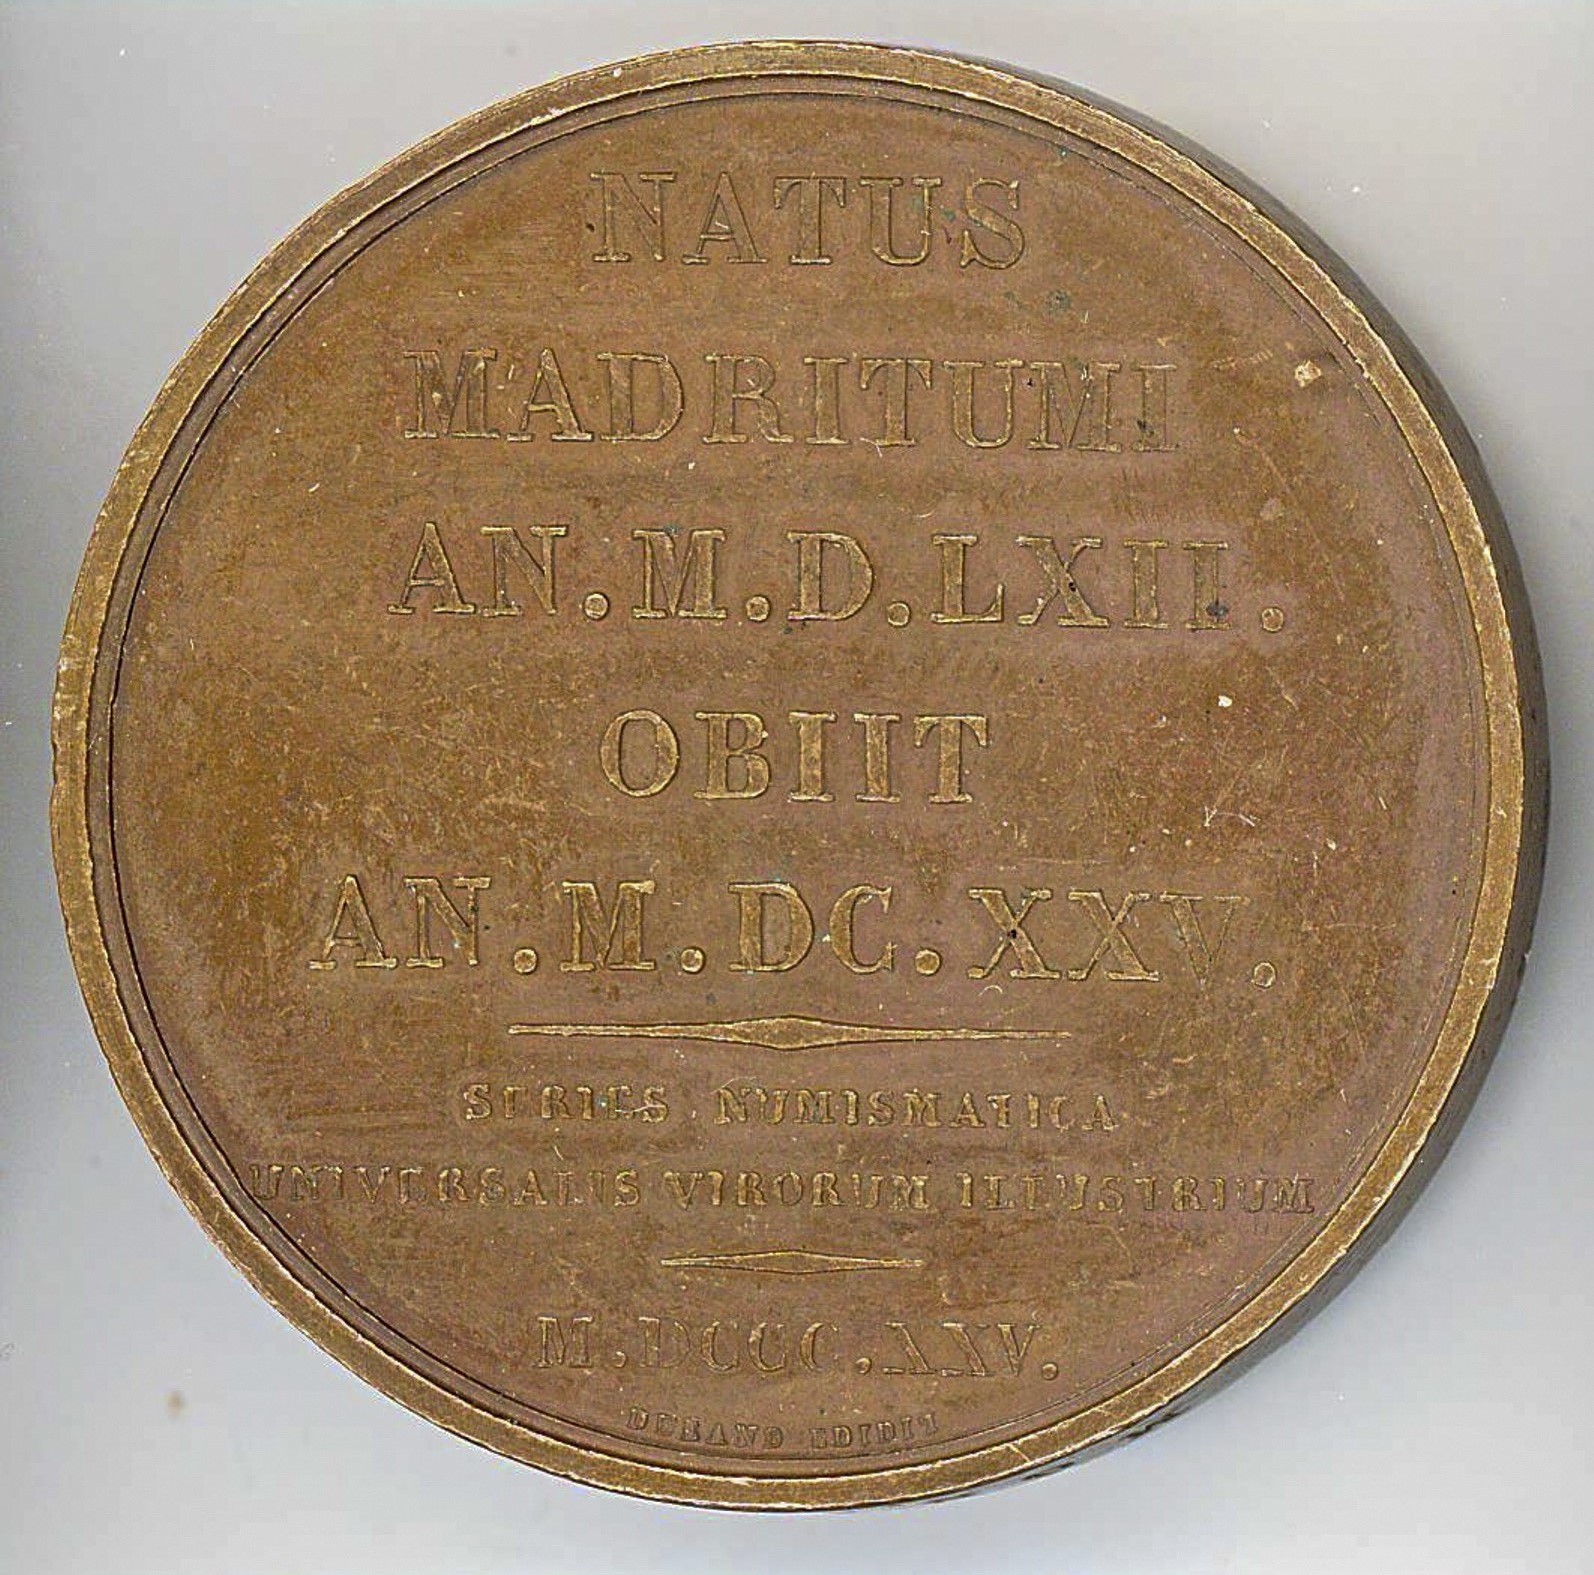 NATUS
MADRITUMI
AN.M.D.LXII.
OBIIT
AN.M.DC.XXV.
SERIES NUMISMATICA
UNIVERSALIS VIRORUM ILLUSTRIUM
M.DCCC.XXV.
DURAND EDIDIT